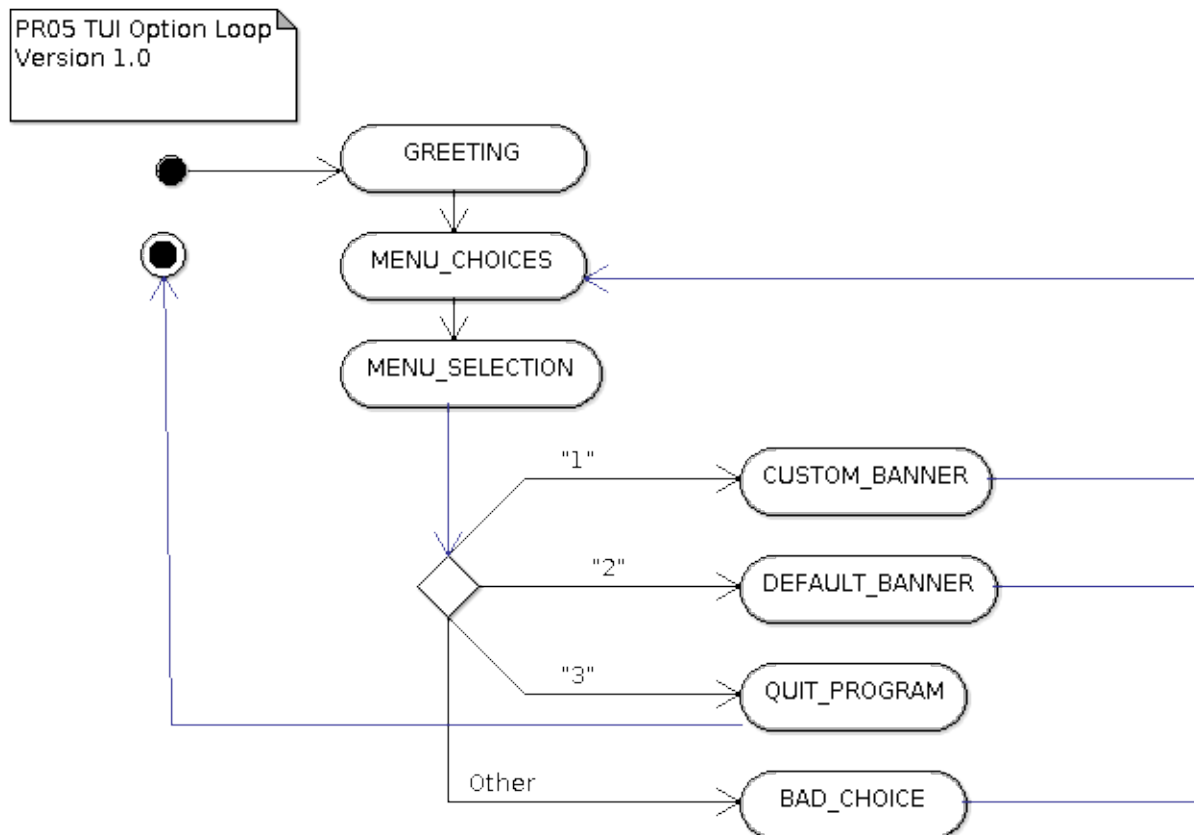 PR05 TUI Option Loop
Version 1.0
GREETING
MENU_CHOICES
MENU_SELECTION
"1"
CUSTOM_BANNER
"2"
DEFAULT_BANNER
"3"
QUIT_PROGRAM
Other
BAD_CHOICE